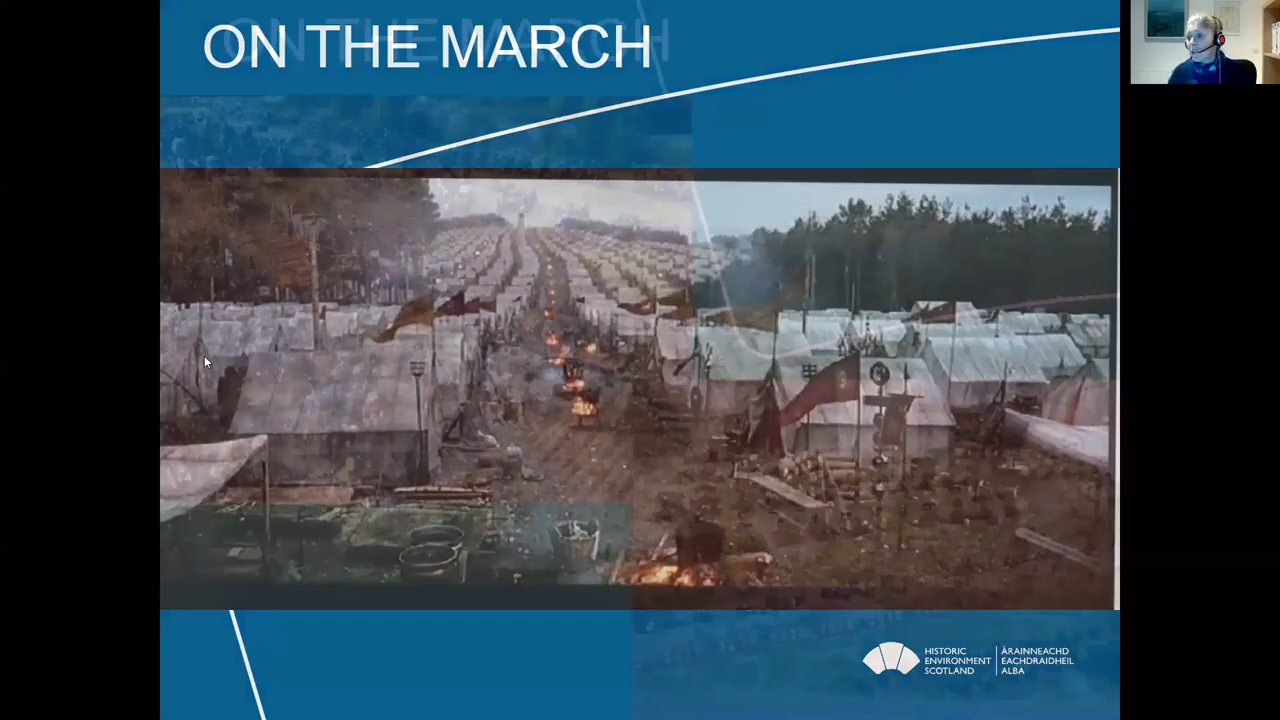 ON THE MARCH
HISTORIC
ENVIRONMENT
SCOTLAND
ÀRAINNEACHD
EACHDRAIDHEIL
ALBA